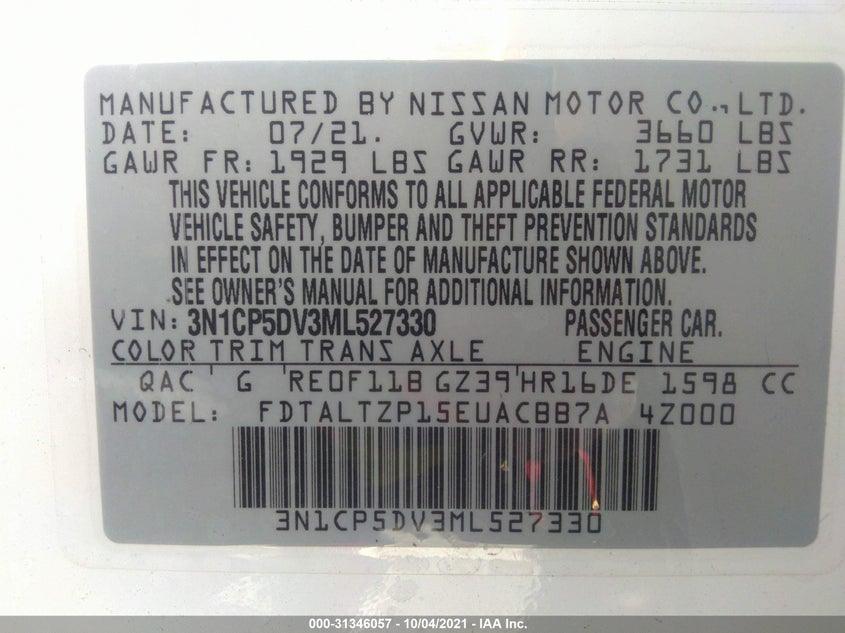 MANUFACTURED BY NISSAN MOTOR CO., LTD.
DATE: 07/21. GVWR: 3660 LBS
GAWR FR: 1929 LBS GAWR RR: 1731 LBS
THIS VEHICLE CONFORMS TO ALL APPLICABLE FEDERAL MOTOR
VEHICLE SAFETY, BUMPER AND THEFT PREVENTION STANDARDS
IN EFFECT ON THE DATE OF MANUFACTURE SHOWN ABOVE.
SEE OWNER'S MANUAL FOR ADDITIONAL INFORMATION.
VIN: 3N1CP5DV3ML527330 PASSENGER CAR.
COLOR TRIM TRANS AXLE ENGINE
QAC G RE0F11B GZ39 HR16DE 1598 CC
MODEL: FDTALTZP15EUACBB7A 4Z000
3N1CP5DV3ML527330
000-31346057 - 10/04/2021 - IAA Inc.